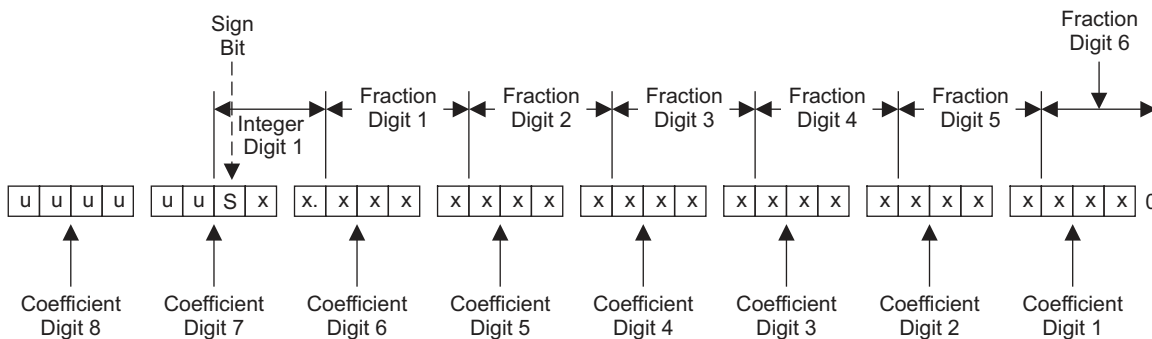 Sign
Bit
Fraction
Digit 6
Integer
Digit 1
Fraction
Digit 1
Fraction
Digit 2
Fraction
Digit 3
Fraction
Digit 4
Fraction
Digit 5
u u u u
u u S x
x. x x x
x x x x
x x x x
x x x x
x x x x
x x x x 0
Coefficient
Digit 8
Coefficient
Digit 7
Coefficient
Digit 6
Coefficient
Digit 5
Coefficient
Digit 4
Coefficient
Digit 3
Coefficient
Digit 2
Coefficient
Digit 1